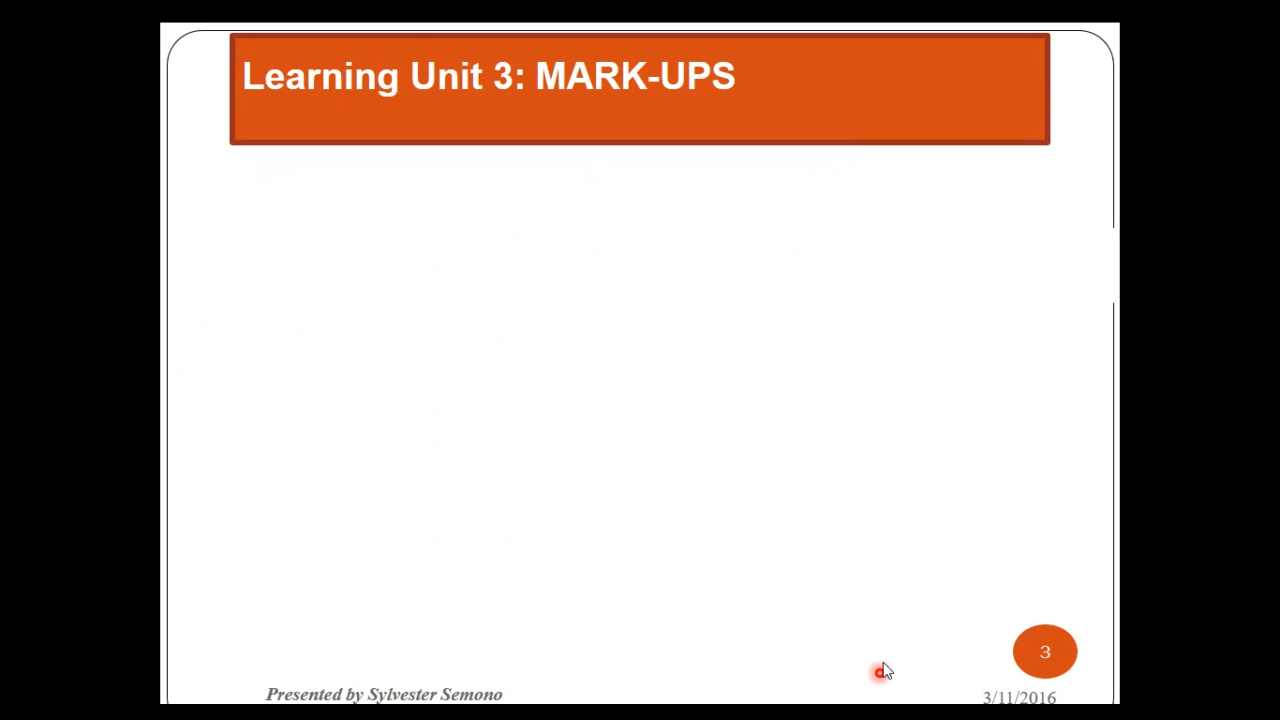 Learning Unit 3: MARK-UPS
3
Presented by Sylvester Semono
3/11/2016